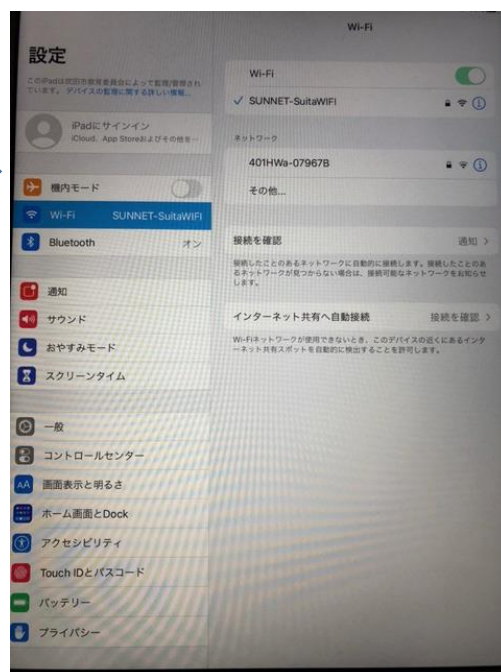 Wi-Fi
設定
このiPadは吹田市教育委員会によって監視/管理され
ています。デバイスの監視に関する詳しい情報...
iPadにサインイン
iCloud、App Storeおよびその他を…
機内モード
Wi-Fi SUNNET-SuitaWIFI
Bluetooth オン
通知
サウンド
おやすみモード
スクリーンタイム
一般
コントロールセンター
AA 画面表示と明るさ
ホーム画面とDock
アクセシビリティ
Touch IDとパスコード
バッテリー
プライバシー
Wi-Fi
SUNNET-SuitaWIFI
ネットワーク
401HWa-07967B
その他...
接続を確認 通知
接続したことのあるネットワークに自動的に接続します。接続したことのあ
るネットワークが見つからない場合は、接続可能なネットワークをお知らせ
します。
インターネット共有へ自動接続 接続を確認
Wi-Fiネットワークが使用できないとき、このデバイスの近くにあるインタ
ーネット共有スポットを自動的に検出することを許可します。